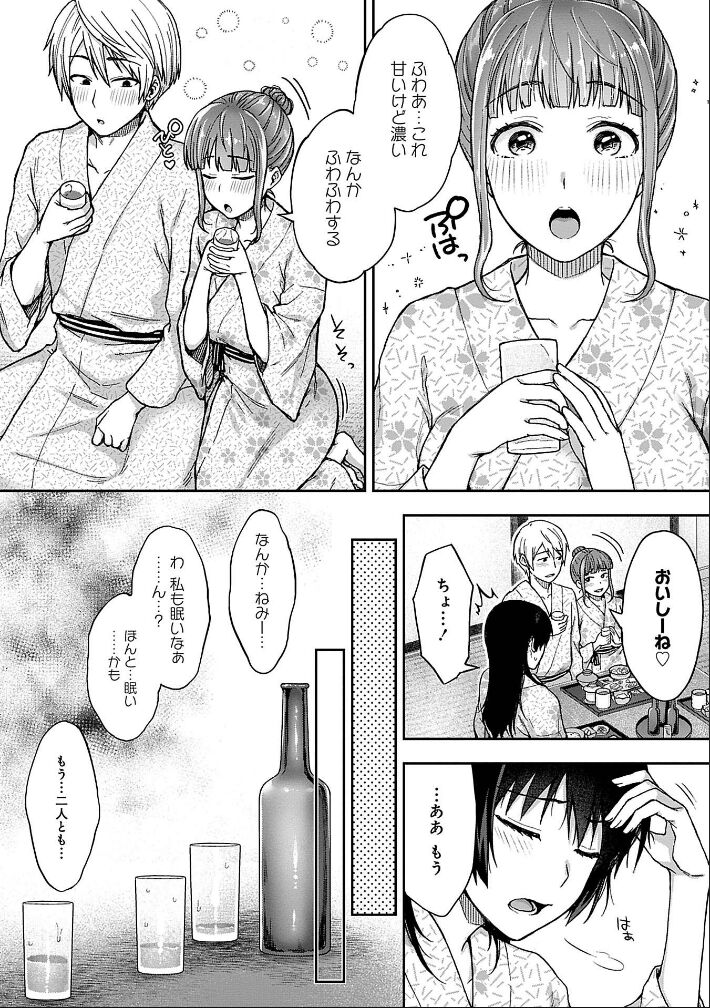 ふわあ…これ
甘いけど濃い
なんか
ふわふわする
ぷはっ
ぴと♡
そそっ
おいしーね♡
ちょ…！
…ああ もう
はぁ
なんか…ねみー…
わ 私も眠いなぁ
……ん…？
ほんと…眠い
……かも
もう…二人とも…